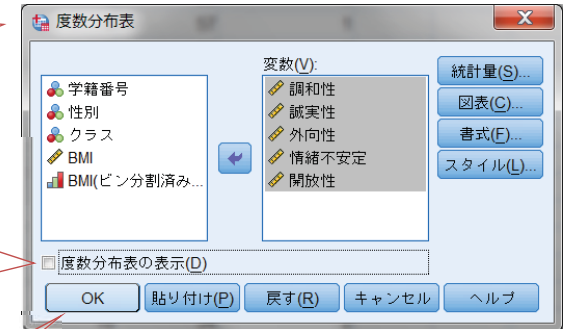 度数分布表
変数(V):
学籍番号
性別
クラス
BMI
BMI(ビン分割済み...
調和性
誠実性
外向性
情緒不安定
開放性
統計量(S)...
図表(C)...
書式(F)...
スタイル(L)...
度数分布表の表示(D)
OK
貼り付け(P)
戻す(R)
キャンセル
ヘルプ